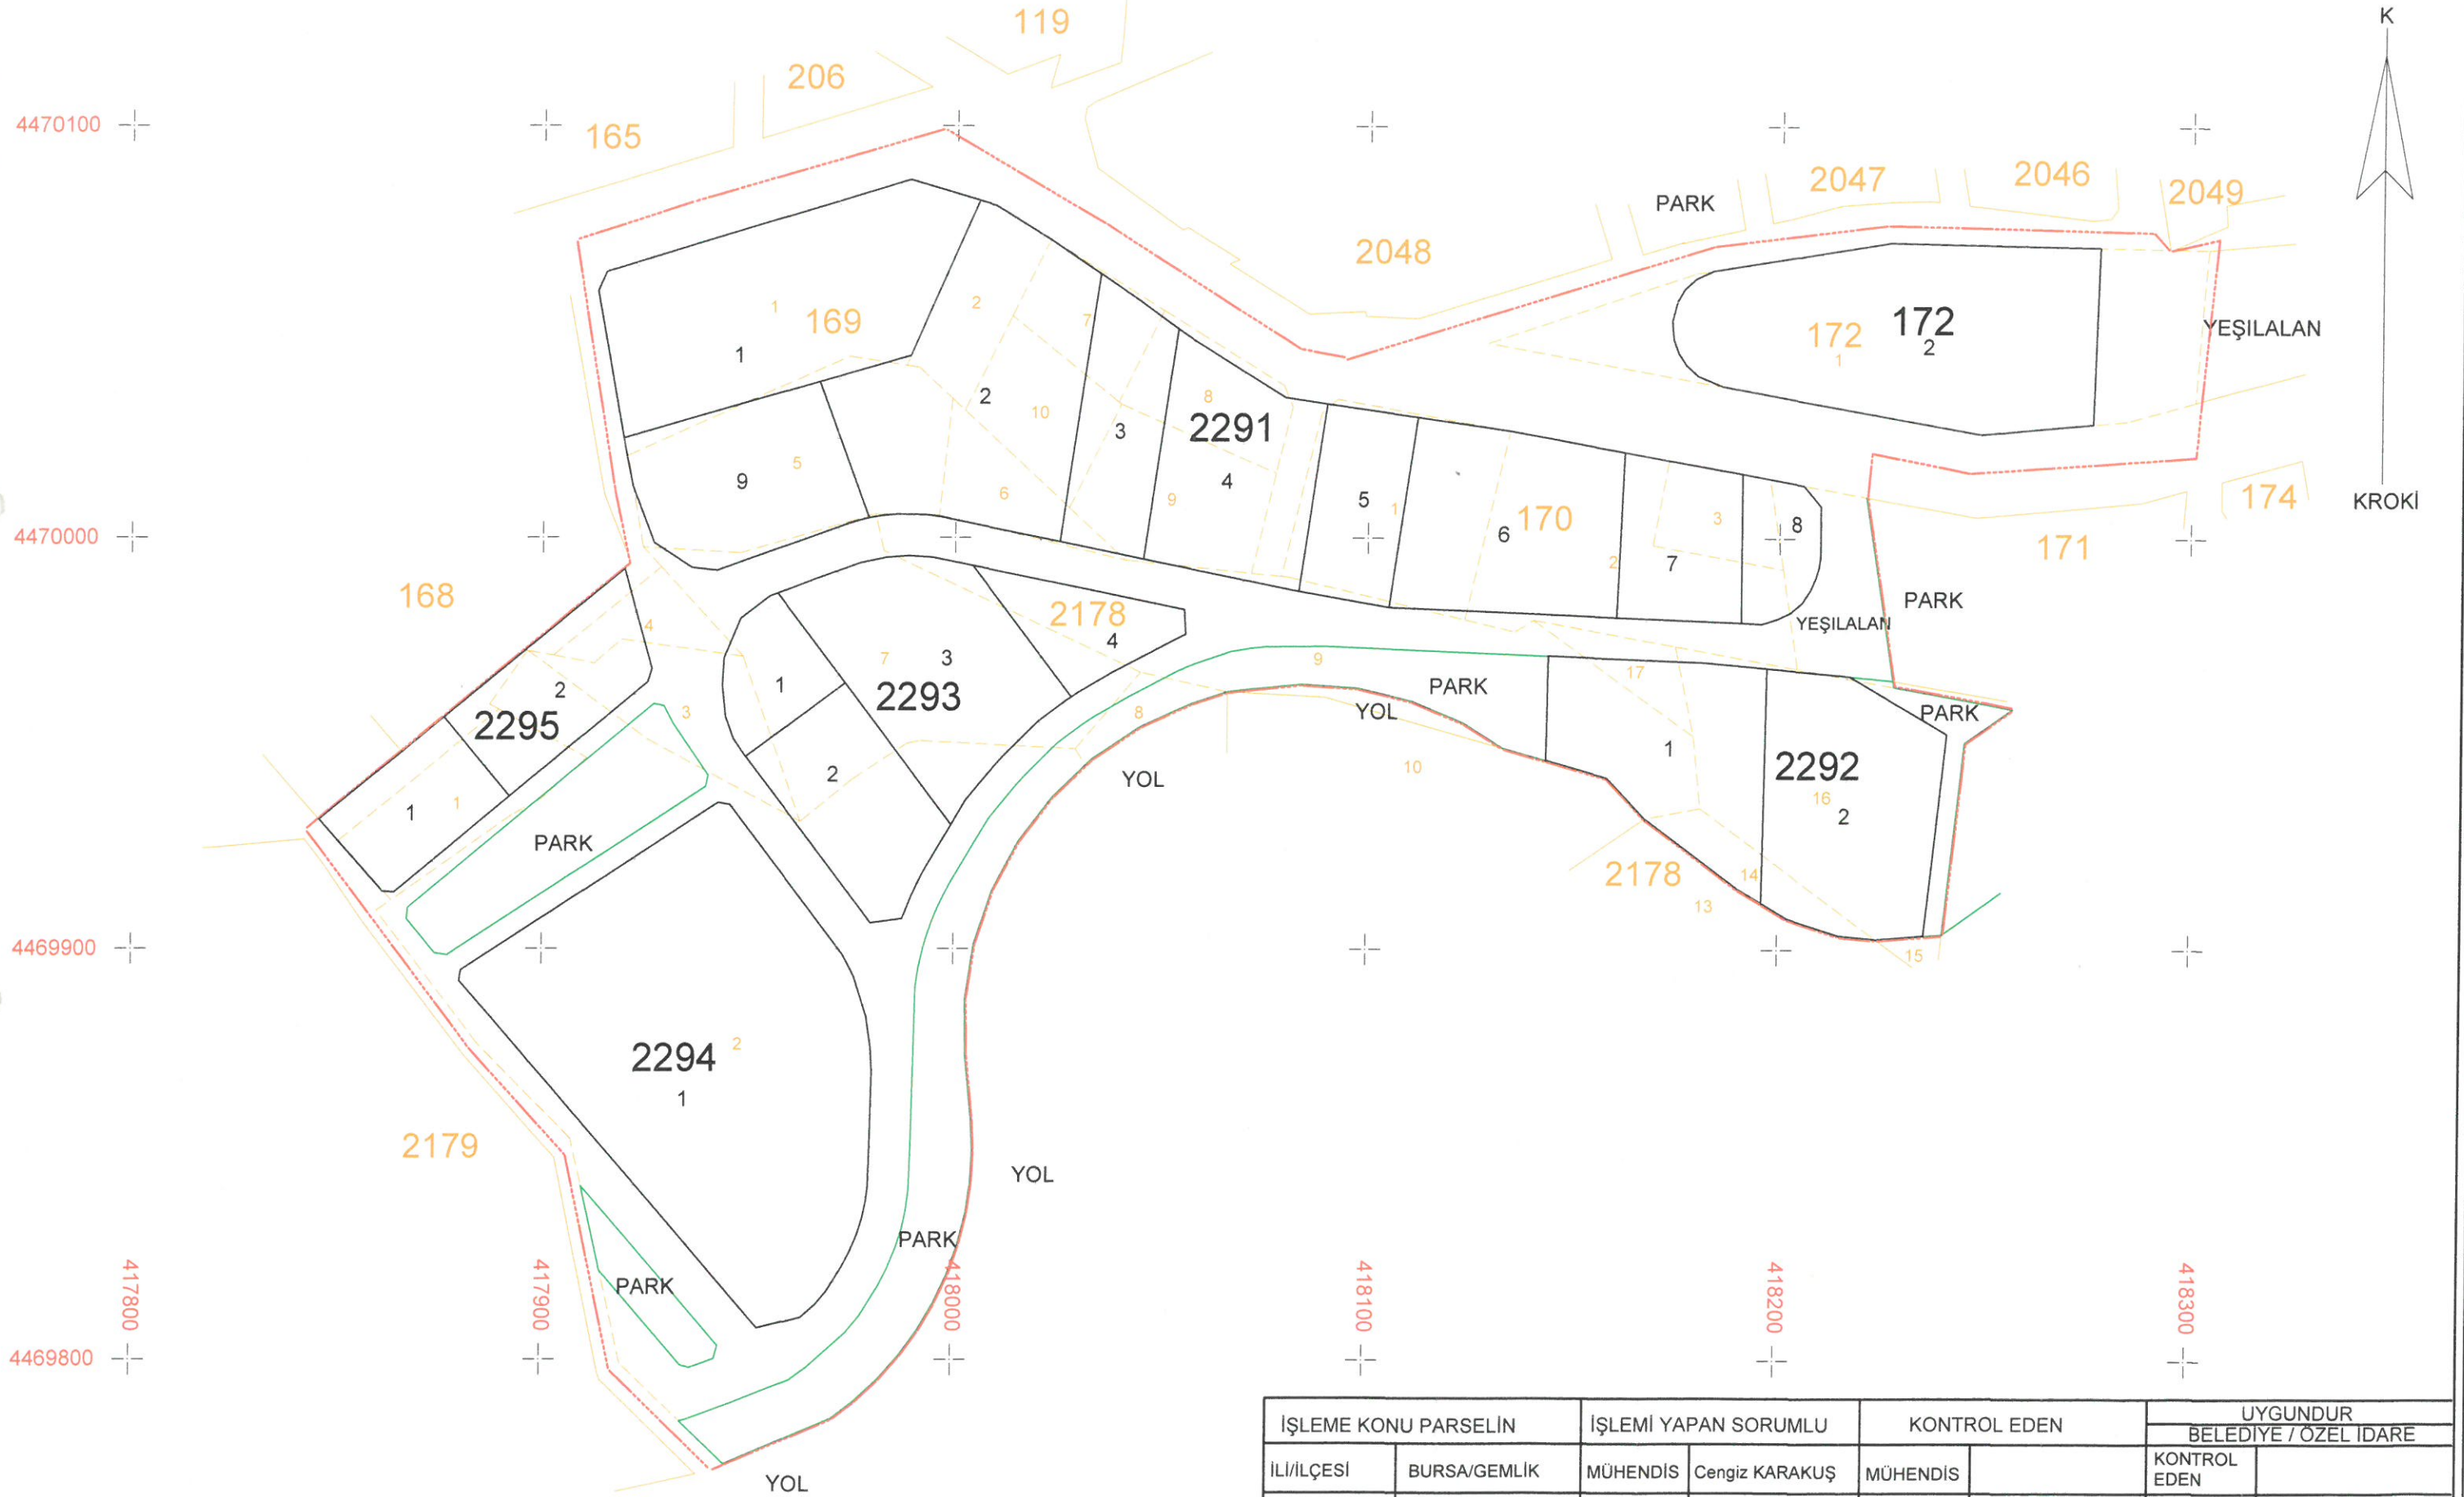 K
119
206
4470100
165
2047
2046
2049
PARK
2048
KROKİ
1
169
1
2
7
172
172
1
2
YEŞILALAN
2
10
3
8
2291
4
9
5
6
9
5
1
6
170
2
3
7
8
174
4470000
171
168
PARK
YEŞILALAN
2178
4
4
7
3
2293
1
2
9
PARK
YOL
17
PARK
2
2295
3
8
1
2292
16
2
YOL
10
1
1
PARK
2178
14
13
15
4469900
2294
2
1
2179
YOL
PARK
PARK
417800
417900
418000
418100
418200
418300
4469800
YOL
İŞLEME KONU PARSELİN
İŞLEMİ YAPAN SORUMLU
KONTROL EDEN
UYGUNDUR
BELEDİYE / ÖZEL İDARE
İLİ/İLÇESİ
BURSA/GEMLİK
MÜHENDİS
Cengiz KARAKUŞ
MÜHENDİS
KONTROL
EDEN